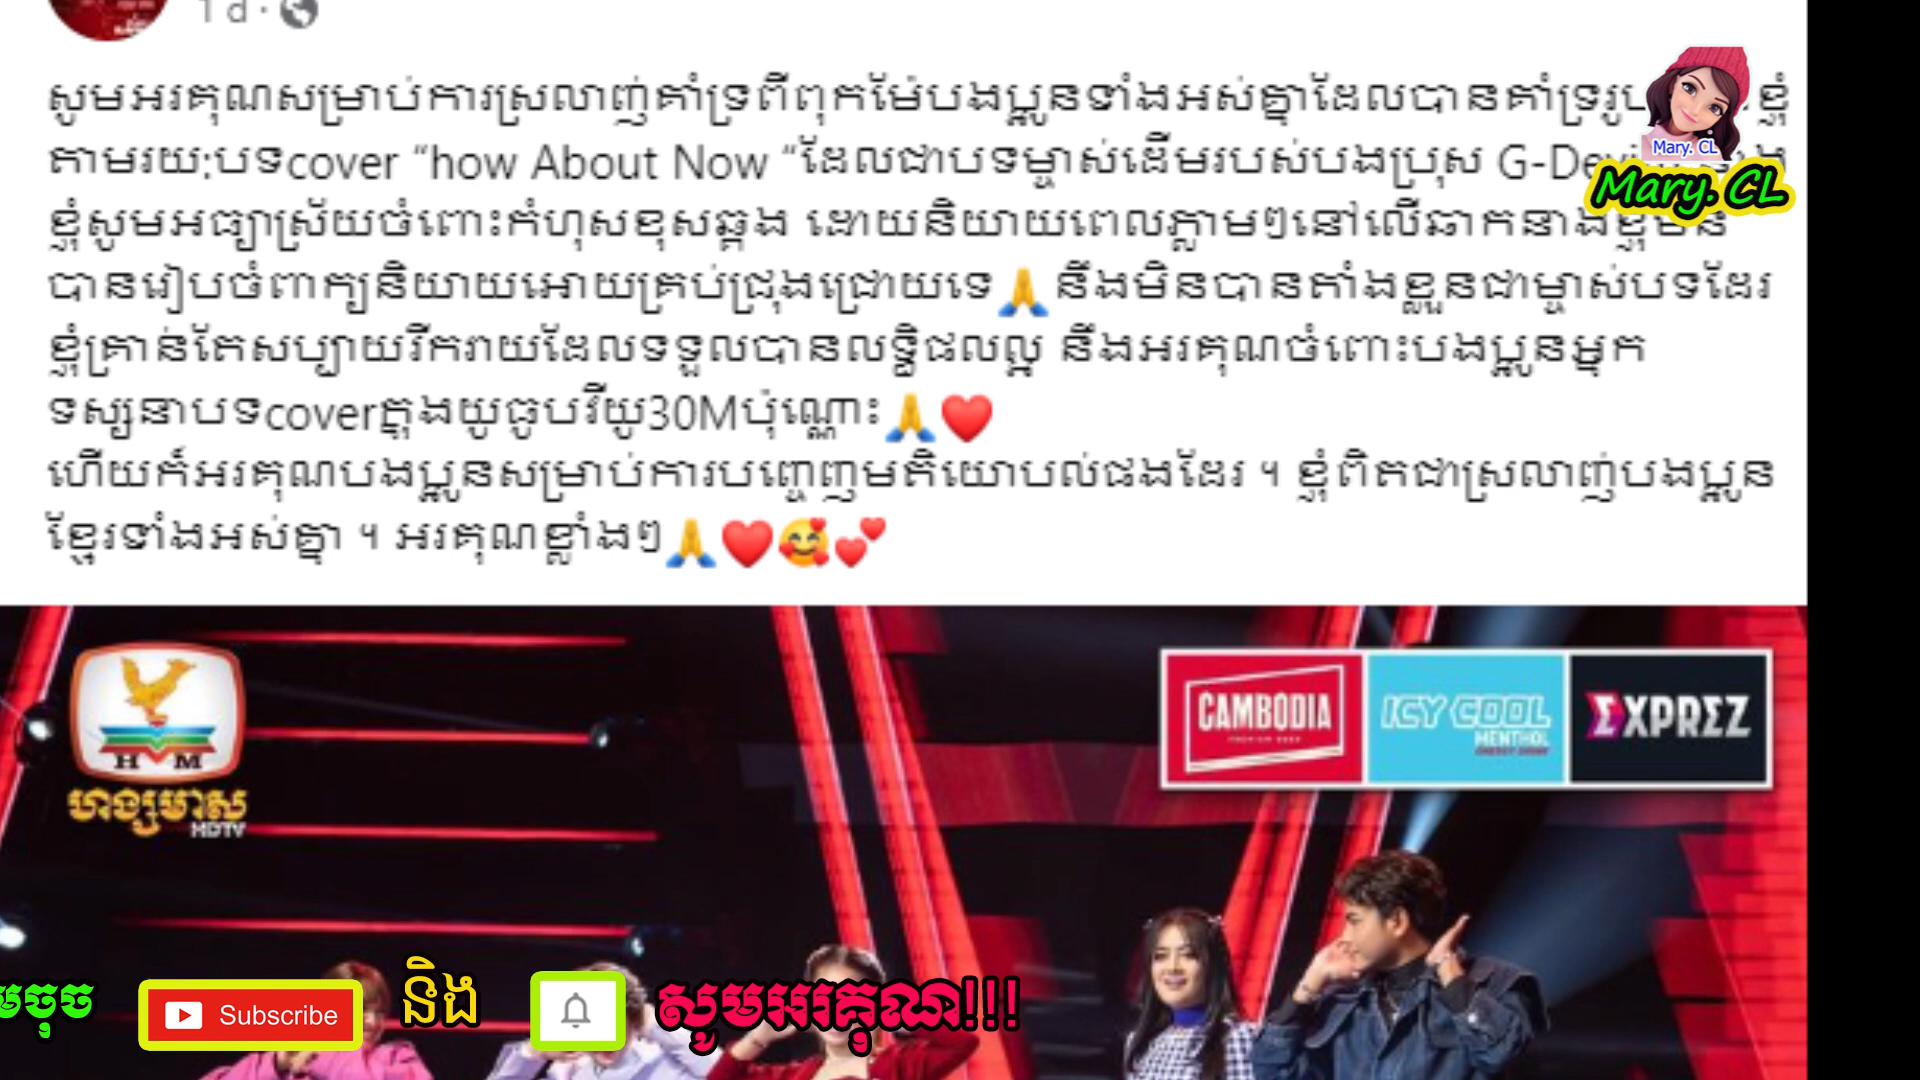 1 d ·
សូមអរគុណសម្រាប់ការស្រលាញ់គាំទ្រពីពុកម៉ែបងប្អូនទាំងអស់គ្នាដែលបានគាំទ្ររូប ខ្ញុំ
តាមរយ:បទcover “how About Now “ដែលជាបទម្ចាស់ដើមរបស់បងប្រុស
ខ្ញុំសូមអធ្យាស្រ័យចំពោះកំហុសខុសឆ្គង ដោយនិយាយពេលភ្លាមៗនៅលើឆាកនាងខ្ញុំមិន
បានរៀបចំពាក្យនិយាយអោយគ្រប់ជ្រុងជ្រោយទេ🙏នឹងមិនបានតាំងខ្លួនជាម្ចាស់បទដែរ
ខ្ញុំគ្រាន់តែសប្បាយរីករាយដែលទទួលបានលទ្ធិផលល្អ នឹងអរគុណចំពោះបងប្អូនអ្នក
ទស្សនាបទcoverក្នុងយូធូបវីយូ30Mប៉ុណ្ណោះ🙏❤️
ហើយក៍អរគុណបងប្អូនសម្រាប់ការបញ្ចេញមតិយោបល់ផងដែរ ។ ខ្ញុំពិតជាស្រលាញ់បងប្អូន
ខ្មែរទាំងអស់គ្នា ។ អរគុណខ្លាំងៗ🙏❤️🥰💕
Mary. CL
Mary. CL
HM
ហង្សមាស
HDTV
CAMBODIA
ICY COOL
MENTHOL
EXPREZ
ចុច
Subscribe
និង
សូមអរគុណ!!!